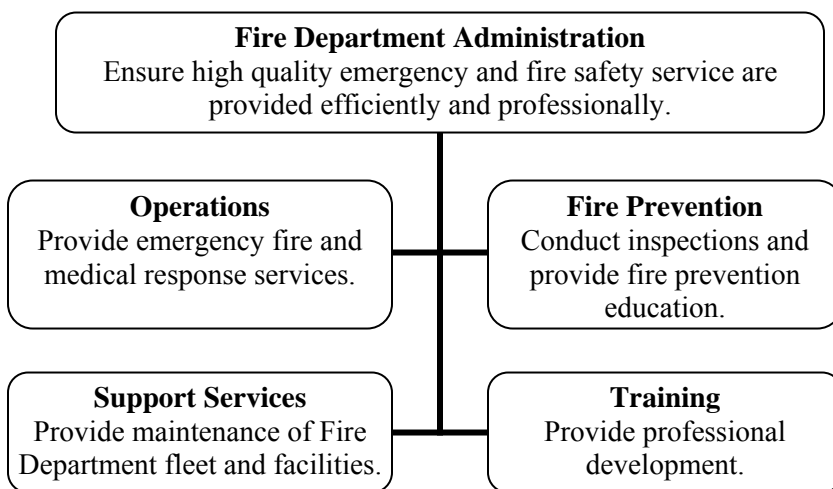 Fire Department Administration
Ensure high quality emergency and fire safety service are
provided efficiently and professionally.
Operations
Provide emergency fire and
medical response services.
Fire Prevention
Conduct inspections and
provide fire prevention
education.
Support Services
Provide maintenance of Fire
Department fleet and facilities.
Training
Provide professional
development.